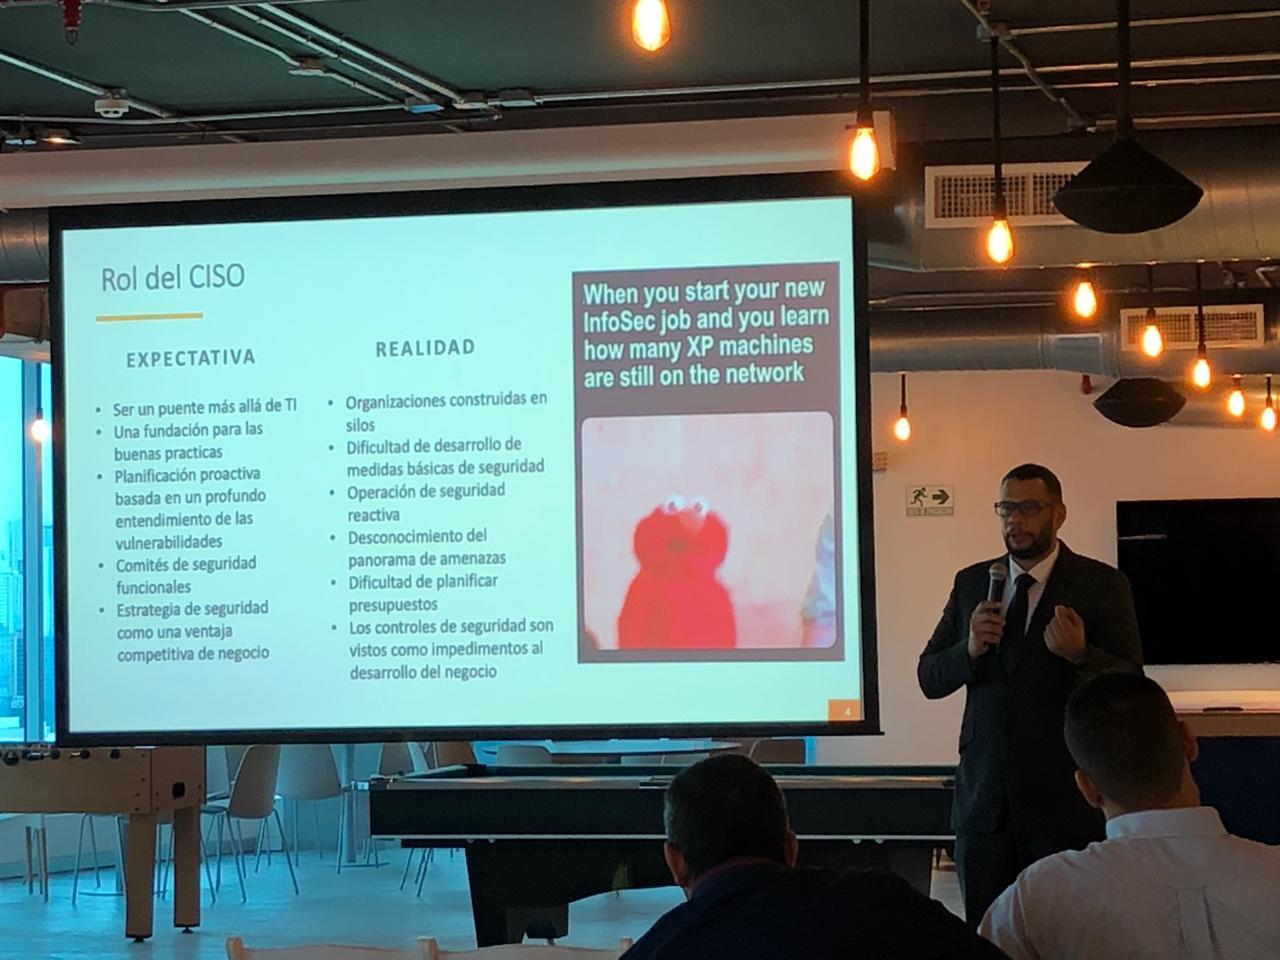 Rol del CISO
EXPECTATIVA
• Ser un puente más allá de TI
• Una fundación para las
buenas practicas
• Planificación proactiva
basada en un profundo
entendimiento de las
vulnerabilidades
• Comités de seguridad
funcionales
• Estrategia de seguridad
como una ventaja
competitiva de negocio
REALIDAD
• Organizaciones construidas en
silos
• Dificultad de desarrollo de
medidas básicas de seguridad
• Operación de seguridad
reactiva
• Desconocimiento del
panorama de amenazas
• Dificultad de planificar
presupuestos
• Los controles de seguridad son
vistos como impedimentos al
desarrollo del negocio
When you start your new
InfoSec job and you learn
how many XP machines
are still on the network
4